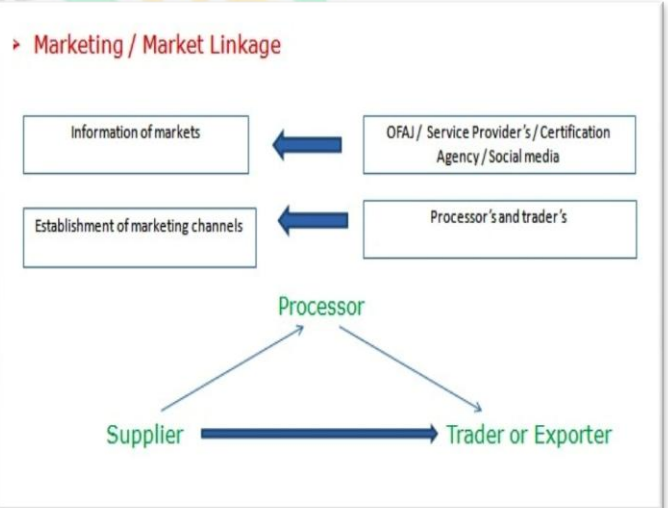 ➢ Marketing / Market Linkage
Information of markets
OFAJ / Service Provider's / Certification
Agency / Social media
Establishment of marketing channels
Processor's and trader's
Processor
Supplier
Trader or Exporter